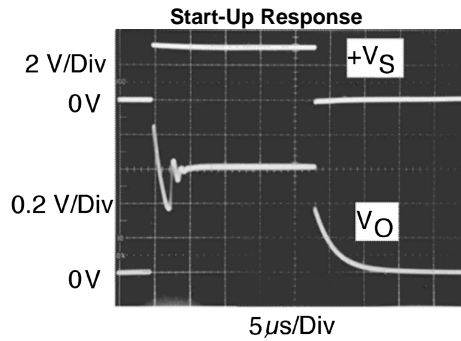 Start-Up Response
2 V/Div
+VS
0V
0.2 V/Div
VO
0V
5µs/Div